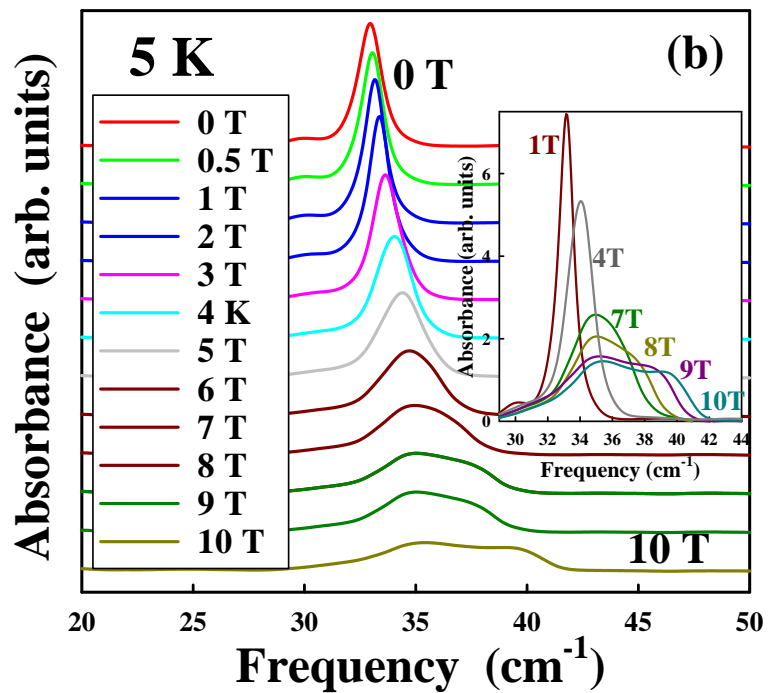 5 K
0 T
(b)
0 T
0.5 T
1 T
2 T
3 T
4 K
5 T
6 T
7 T
8 T
9 T
10 T
10 T
Absorbance (arb. units)
20 25 30 35 40 45 50
Frequency (cm-1)
1T
4T
7T
8T
9T
10T
6
4
2
0
Absorbance (arb. units)
30 32 34 36 38 40 42 44
Frequency (cm-1)